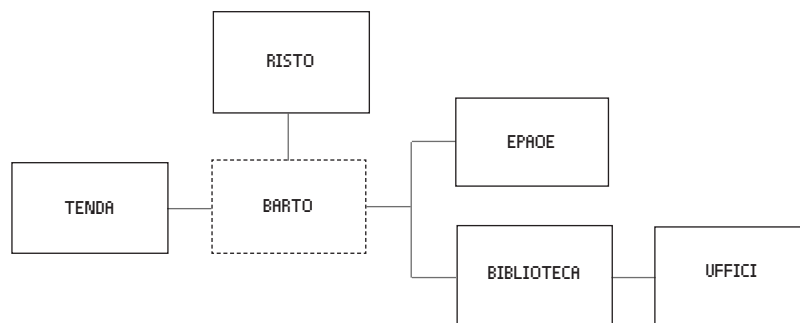 RISTO
EPAOE
TENDA
BARTO
BIBLIOTECA
UFFICI